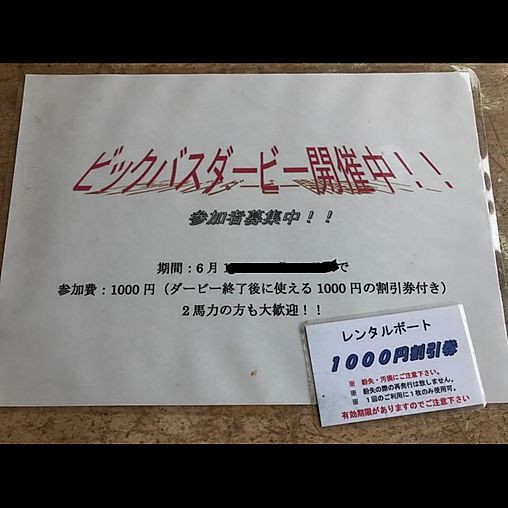 ビックバスダービー開催中！！
参加者募集中！！
期間：６月１ で
参加費：1000円（ダービー終了後に使える1000円の割引券付き）
２馬力の方も大歓迎！！
レンタルボート
１０００円割引券
※ 紛失・汚損にご注意下さい。
※ 紛失の際の再発行は致しません。
※ １回のご利用に１枚のみ使用可。
有効期限がありますのでご注意下さい